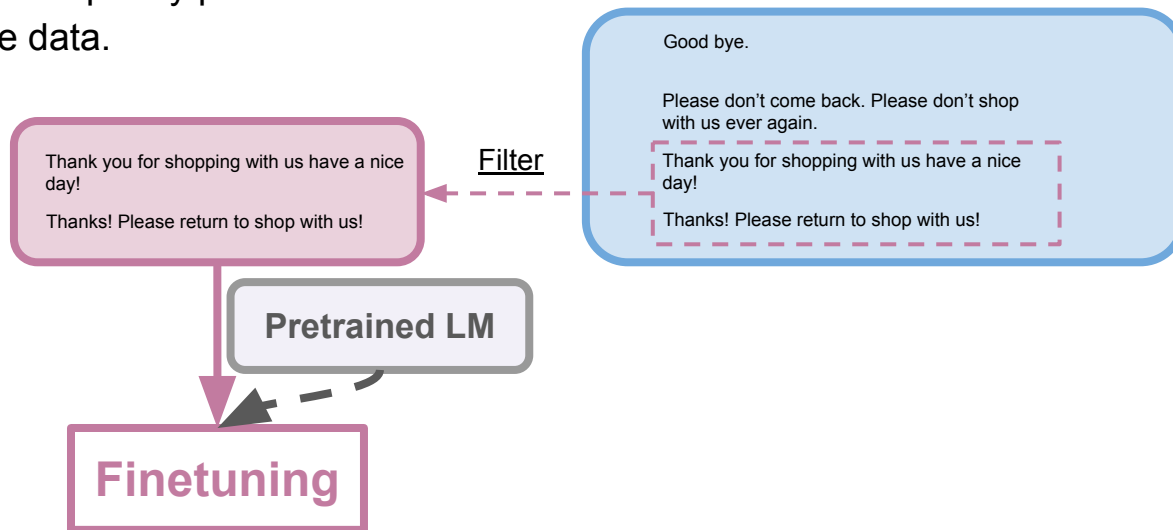 e data.
Good bye.
Please don't come back. Please don't shop
with us ever again.
Thank you for shopping with us have a nice
day!
Thanks! Please return to shop with us!
Filter
Thank you for shopping with us have a nice
day!
Thanks! Please return to shop with us!
Pretrained LM
Finetuning